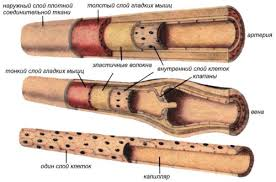 наружный слой плотной
соединительной ткани
толстый слой гладких мышц
артерия
тонкий слой гладких мышц
эластичные волокна
внутренний слой клеток
клапаны
вена
один слой клеток
капилляр